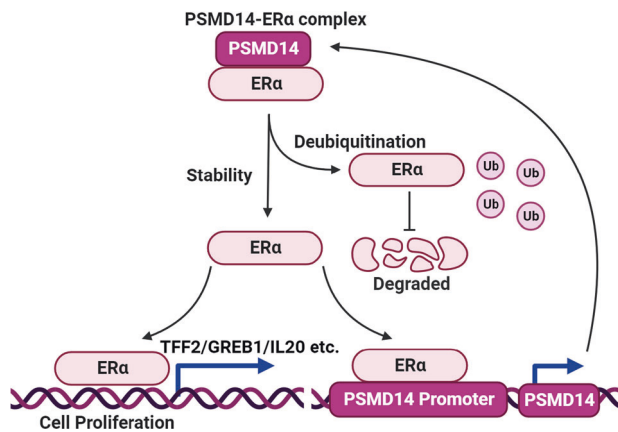 PSMD14-ERα complex
PSMD14
ERα
Deubiquitination
Stability
ERα
Ub
Ub
Ub
Ub
ERα
Degraded
TFF2/GREB1/IL20 etc.
ERα
ERα
PSMD14 Promoter
PSMD14
Cell Proliferation